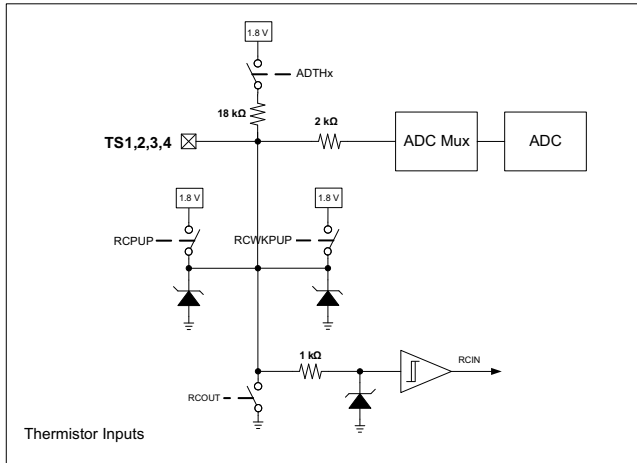 1.8 V
ADTHx
18 kΩ
2 kΩ
TS1,2,3,4
ADC Mux
ADC
1.8 V
1.8 V
RCPUP
RCWKPUP
1 kΩ
RCIN
RCOUT
Thermistor Inputs